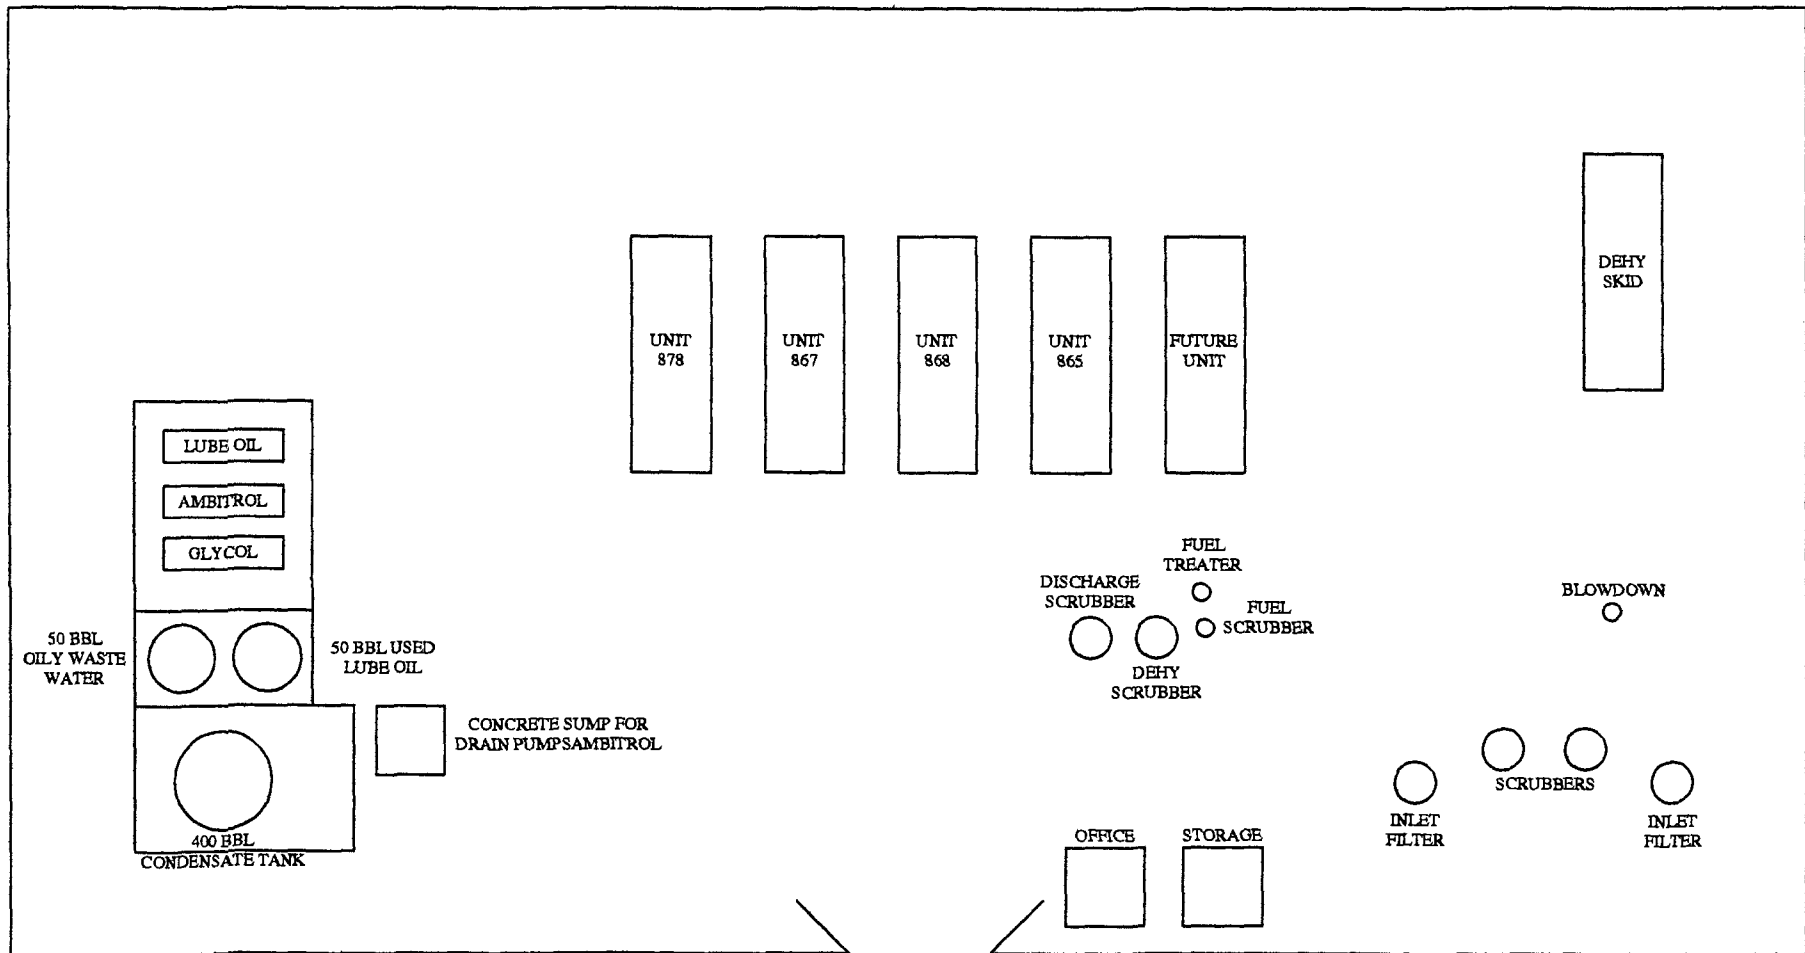 DEHY
SKID
UNIT
878
UNIT
867
UNIT
868
UNIT
865
FUTURE
UNIT
LUBE OIL
AMBITROL
GLYCOL
50 BBL
OILY WASTE
WATER
50 BBL USED
LUBE OIL
CONCRETE SUMP FOR
DRAIN PUMPSAMBITROL
400 BBL
CONDENSATE TANK
FUEL
TREATER
DISCHARGE
SCRUBBER
FUEL
SCRUBBER
DEHY
SCRUBBER
BLOWDOWN
SCRUBBERS
INLET
FILTER
INLET
FILTER
OFFICE
STORAGE